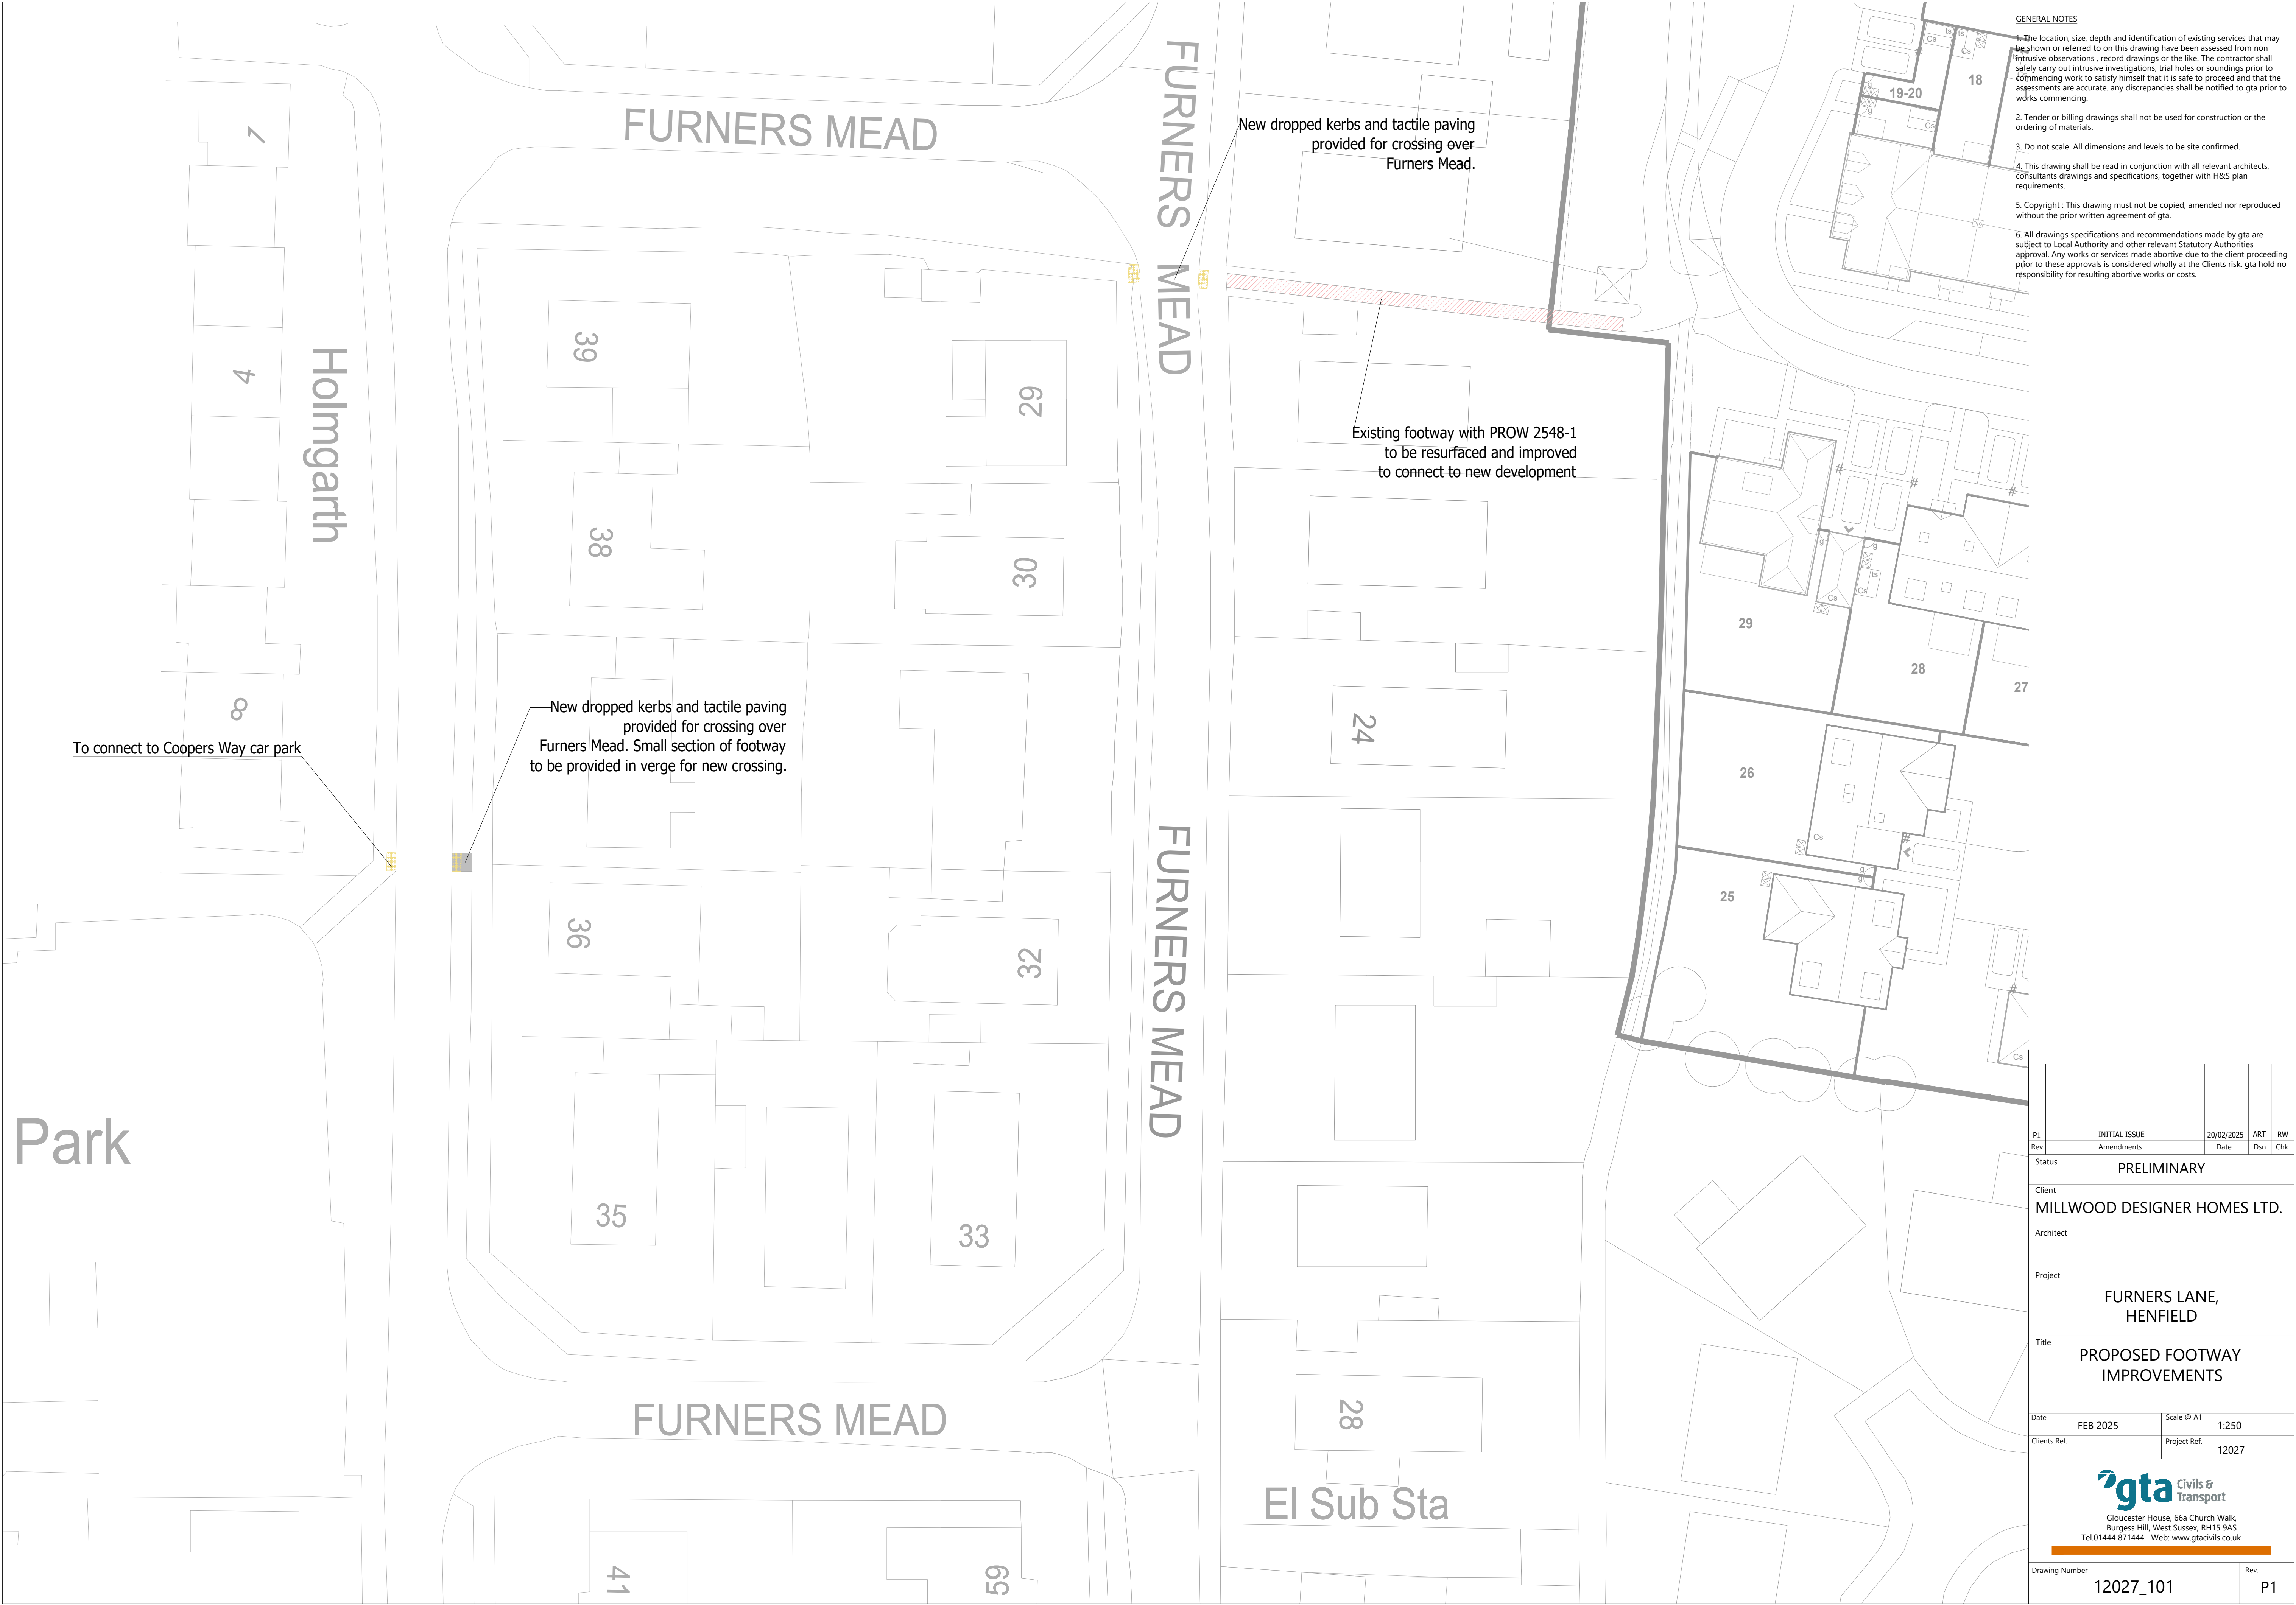 FURNERS MEAD
FURNERS MEAD
New dropped kerbs and tactile paving
provided for crossing over
Furners Mead.
Existing footway with PROW 2548-1
to be resurfaced and improved
to connect to new development
New dropped kerbs and tactile paving
provided for crossing over
Furners Mead. Small section of footway
to be provided in verge for new crossing.
To connect to Coopers Way car park
Holmgarth
1
4
8
39
38
36
35
29
30
32
33
24
28
41
59
FURNERS MEAD
FURNERS MEAD
Park
El Sub Sta
19-20
18
29
28
27
26
25
Cs
ts
ts
Cs
g
g
Cs
g
g
ts
Cs
Cs
Cs
g
g
Cs
#
#
#
#
#
#
GENERAL NOTES
1. The location, size, depth and identification of existing services that may
be shown or referred to on this drawing have been assessed from non
intrusive observations , record drawings or the like. The contractor shall
safely carry out intrusive investigations, trial holes or soundings prior to
commencing work to satisfy himself that it is safe to proceed and that the
assessments are accurate. any discrepancies shall be notified to gta prior to
works commencing.
2. Tender or billing drawings shall not be used for construction or the
ordering of materials.
3. Do not scale. All dimensions and levels to be site confirmed.
4. This drawing shall be read in conjunction with all relevant architects,
consultants drawings and specifications, together with H&S plan
requirements.
5. Copyright : This drawing must not be copied, amended nor reproduced
without the prior written agreement of gta.
6. All drawings specifications and recommendations made by gta are
subject to Local Authority and other relevant Statutory Authorities
approval. Any works or services made abortive due to the client proceeding
prior to these approvals is considered wholly at the Clients risk. gta hold no
responsibility for resulting abortive works or costs.
P1 INITIAL ISSUE 20/02/2025 ART RW
Rev Amendments Date Dsn Chk
Status
PRELIMINARY
Client
MILLWOOD DESIGNER HOMES LTD.
Architect
Project
FURNERS LANE,
HENFIELD
Title
PROPOSED FOOTWAY
IMPROVEMENTS
Date
FEB 2025
Scale @ A1
1:250
Clients Ref.
Project Ref.
12027
gta Civils &
Transport
Gloucester House, 66a Church Walk,
Burgess Hill, West Sussex, RH15 9AS
Tel.01444 871444 Web: www.gtacivils.co.uk
Drawing Number
12027_101
Rev.
P1